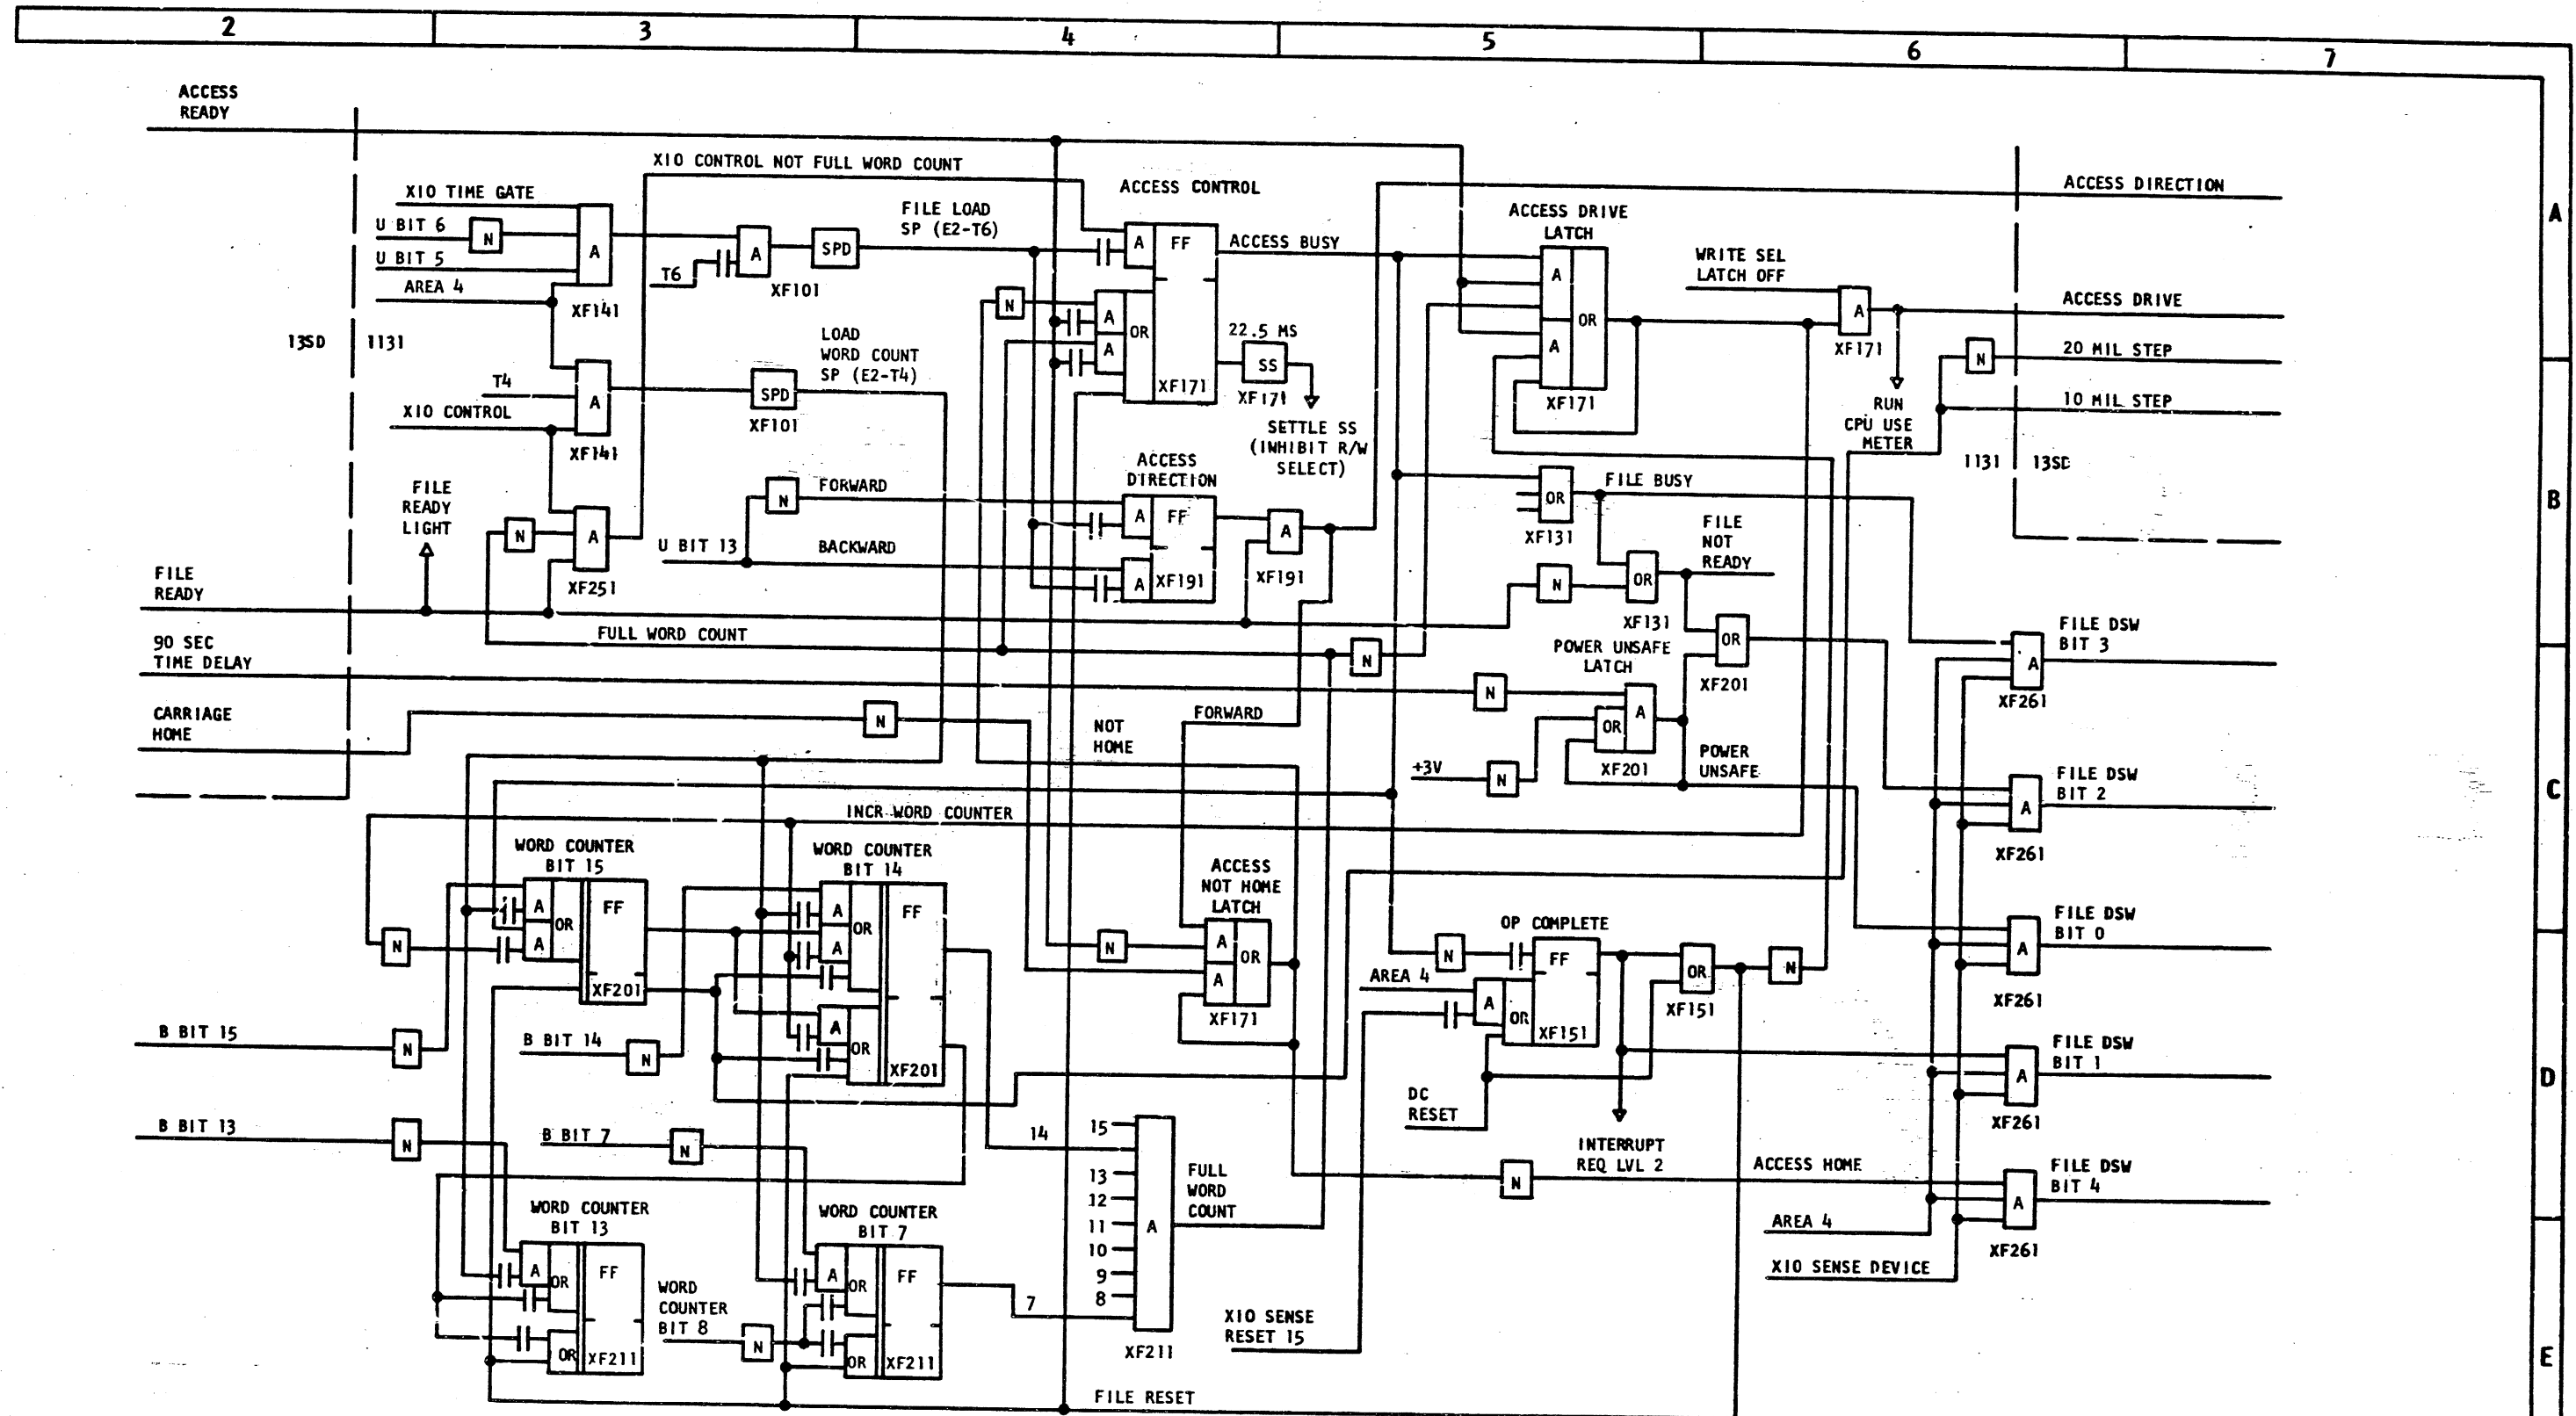 2 3 4 5 6 7
A
B
C
D
E
ACCESS
READY
XIO CONTROL NOT FULL WORD COUNT
ACCESS CONTROL
ACCESS DIRECTION
XIO TIME GATE
U BIT 6
N
U BIT 5
AREA 4
A
XF141
T6
A
XF101
SPD
FILE LOAD
SP (E2-T6)
A
FF
N
A
OR
A
XF171
ACCESS BUSY
22.5 MS
SS
XF171
SETTLE SS
(INHIBIT R/W
SELECT)
ACCESS DRIVE
LATCH
A
OR
A
XF171
WRITE SEL
LATCH OFF
A
XF171
RUN
CPU USE
METER
ACCESS DRIVE
N
20 MIL STEP
10 MIL STEP
13SD
1131
1131
13SD
T4
XIO CONTROL
A
XF141
LOAD
WORD COUNT
SP (E2-T4)
SPD
XF101
FILE
READY
LIGHT
N
A
XF251
FILE
READY
U BIT 13
N
FORWARD
BACKWARD
ACCESS
DIRECTION
A
FF
A
XF191
A
XF191
OR
XF131
FILE BUSY
N
OR
XF131
FILE
NOT
READY
OR
XF201
FULL WORD COUNT
N
90 SEC
TIME DELAY
N
POWER UNSAFE
LATCH
OR
A
XF201
+3V
N
POWER
UNSAFE
CARRIAGE
HOME
N
NOT
HOME
FORWARD
A
XF261
FILE DSW
BIT 3
A
XF261
FILE DSW
BIT 2
A
XF261
FILE DSW
BIT 0
A
XF261
FILE DSW
BIT 1
A
XF261
FILE DSW
BIT 4
INCR WORD COUNTER
WORD COUNTER
BIT 15
A
OR
A
FF
XF201
N
WORD COUNTER
BIT 14
A
OR
A
FF
A
OR
XF201
ACCESS
NOT HOME
LATCH
N
A
OR
A
XF171
OP COMPLETE
N
FF
AREA 4
A
OR
XF151
OR
XF151
N
B BIT 15
N
B BIT 14
N
DC
RESET
INTERRUPT
REQ LVL 2
B BIT 13
N
B BIT 7
N
14
15
13
12
11
10
9
8
7
A
XF211
FULL
WORD
COUNT
N
ACCESS HOME
AREA 4
XIO SENSE DEVICE
WORD COUNTER
BIT 13
A
OR
FF
OR
XF211
WORD COUNTER
BIT 7
A
OR
FF
OR
XF211
WORD
COUNTER
BIT 8
N
XIO SENSE
RESET 15
FILE RESET